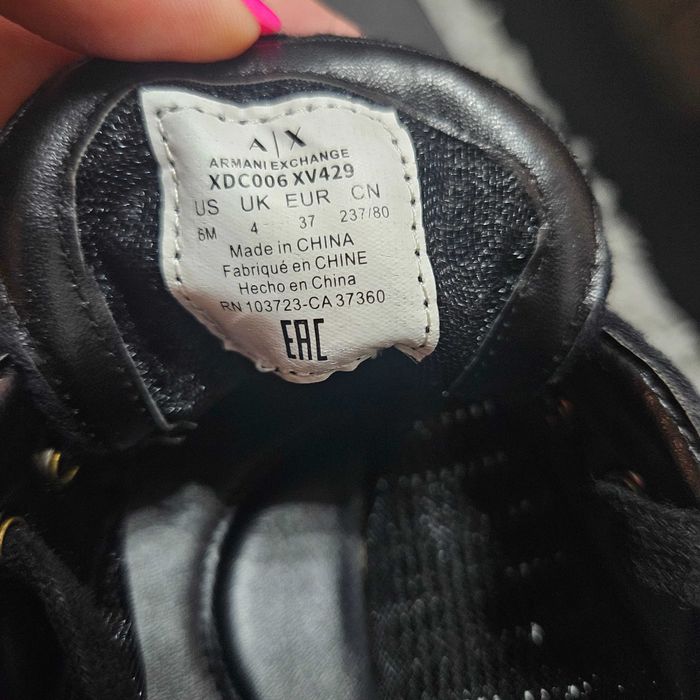 A|X
ARMANI EXCHANGE
XDC006 XV429
US UK EUR CN
6M 4 37 237/80
Made in CHINA
Fabriqué en CHINE
Hecho en China
RN 103723-CA 37360
EAC